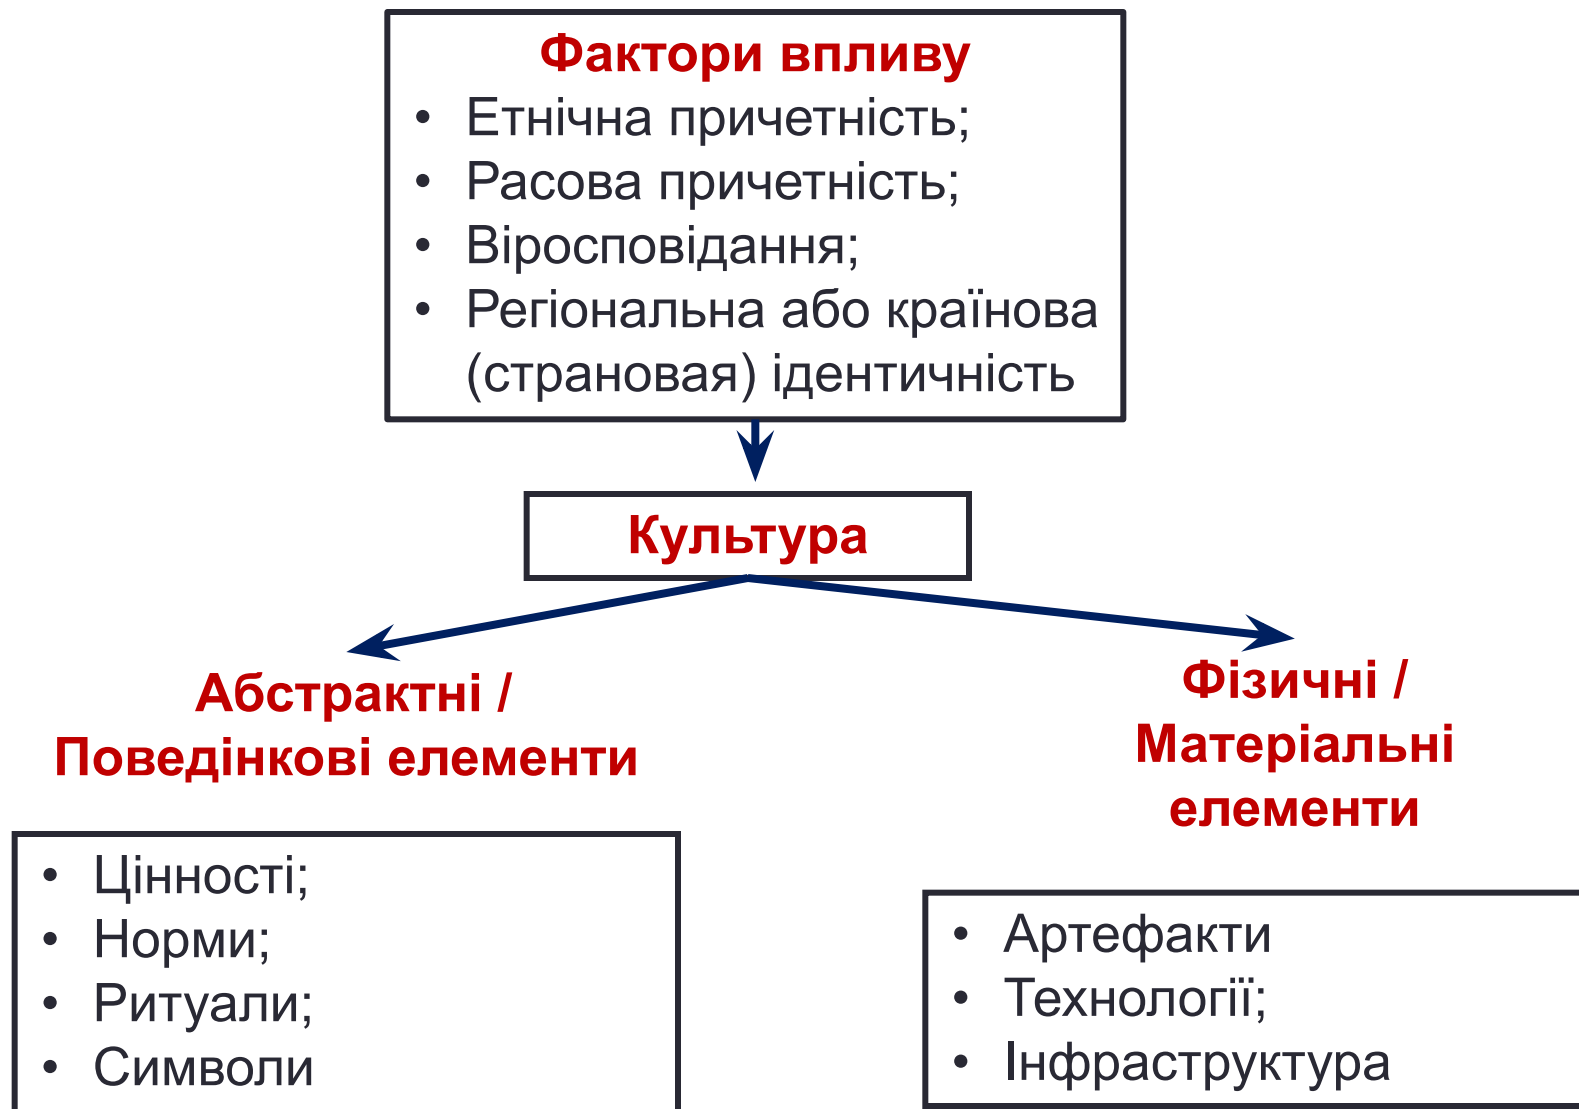 Фактори впливу
• Етнічна причетність;
• Расова причетність;
• Віросповідання;
• Регіональна або країнова
(страновая) ідентичність
Культура
Абстрактні /
Поведінкові елементи
• Цінності;
• Норми;
• Ритуали;
• Символи
Фізичні /
Матеріальні
елементи
• Артефакти
• Технології;
• Інфраструктура